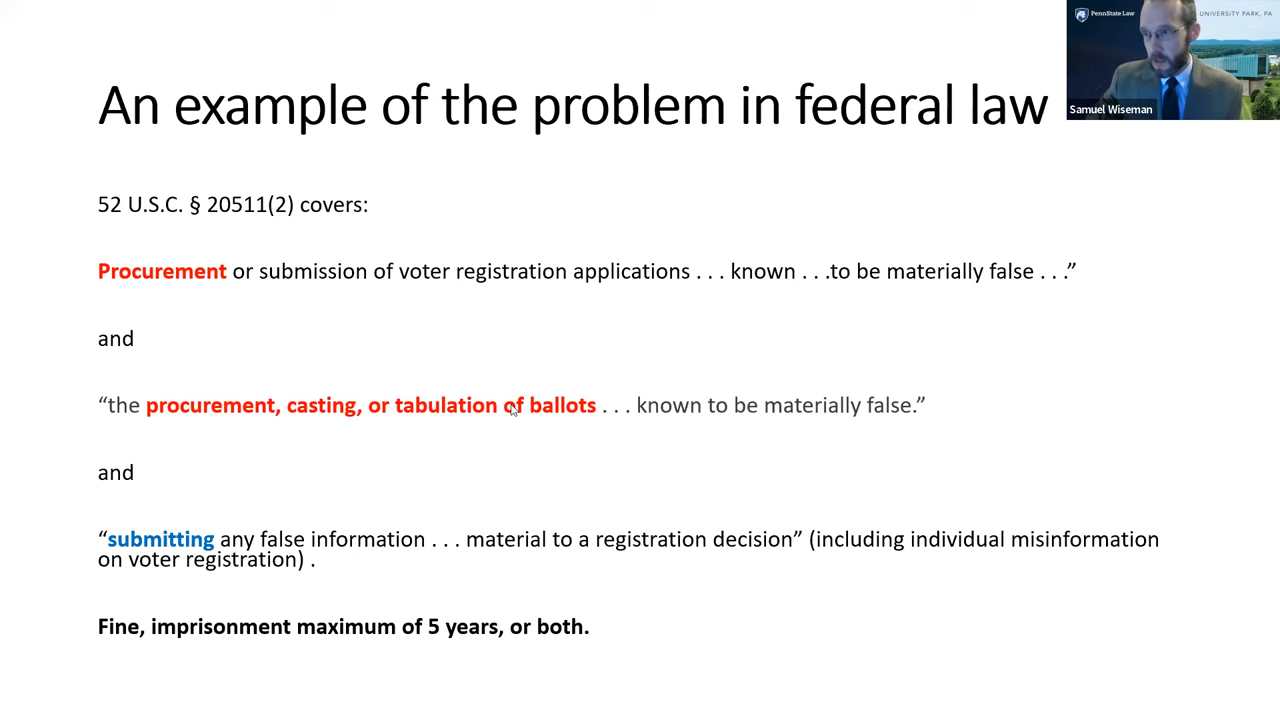 PennState Law
UNIVERSITY PARK, PA
Samuel Wiseman
An example of the problem in federal law
52 U.S.C. § 20511(2) covers:
Procurement or submission of voter registration applications . . . known . . .to be materially false . . .”
and
“the procurement, casting, or tabulation of ballots . . . known to be materially false.”
and
“submitting any false information . . . material to a registration decision” (including individual misinformation
on voter registration) .
Fine, imprisonment maximum of 5 years, or both.